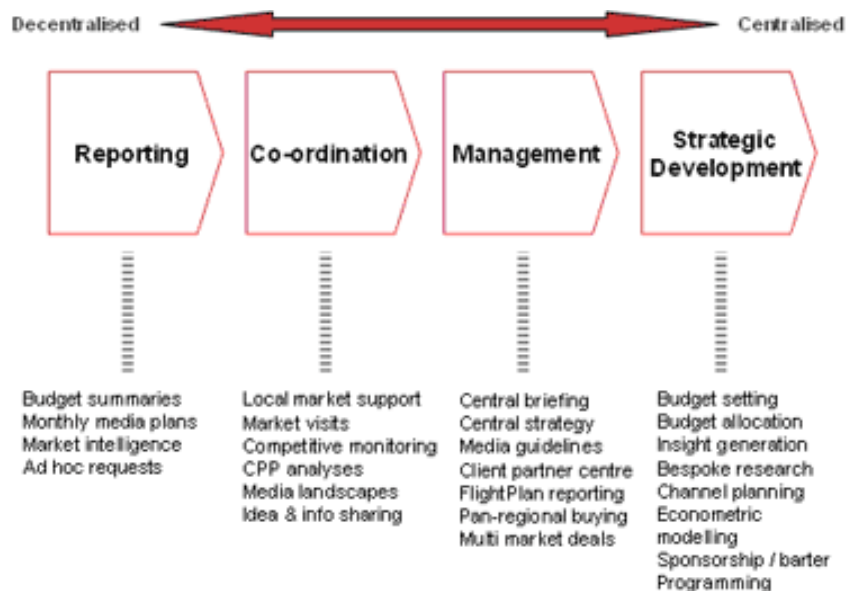 Decentralised
Centralised
Reporting
Co-ordination
Management
Strategic
Development
Budget summaries
Monthly media plans
Market intelligence
Ad hoc requests
Local market support
Market visits
Competitive monitoring
CPP analyses
Media landscapes
Idea & info sharing
Central briefing
Central strategy
Media guidelines
Client partner centre
FlightPlan reporting
Pan-regional buying
Multi market deals
Budget setting
Budget allocation
Insight generation
Bespoke research
Channel planning
Econometric
modelling
Sponsorship / barter
Programming